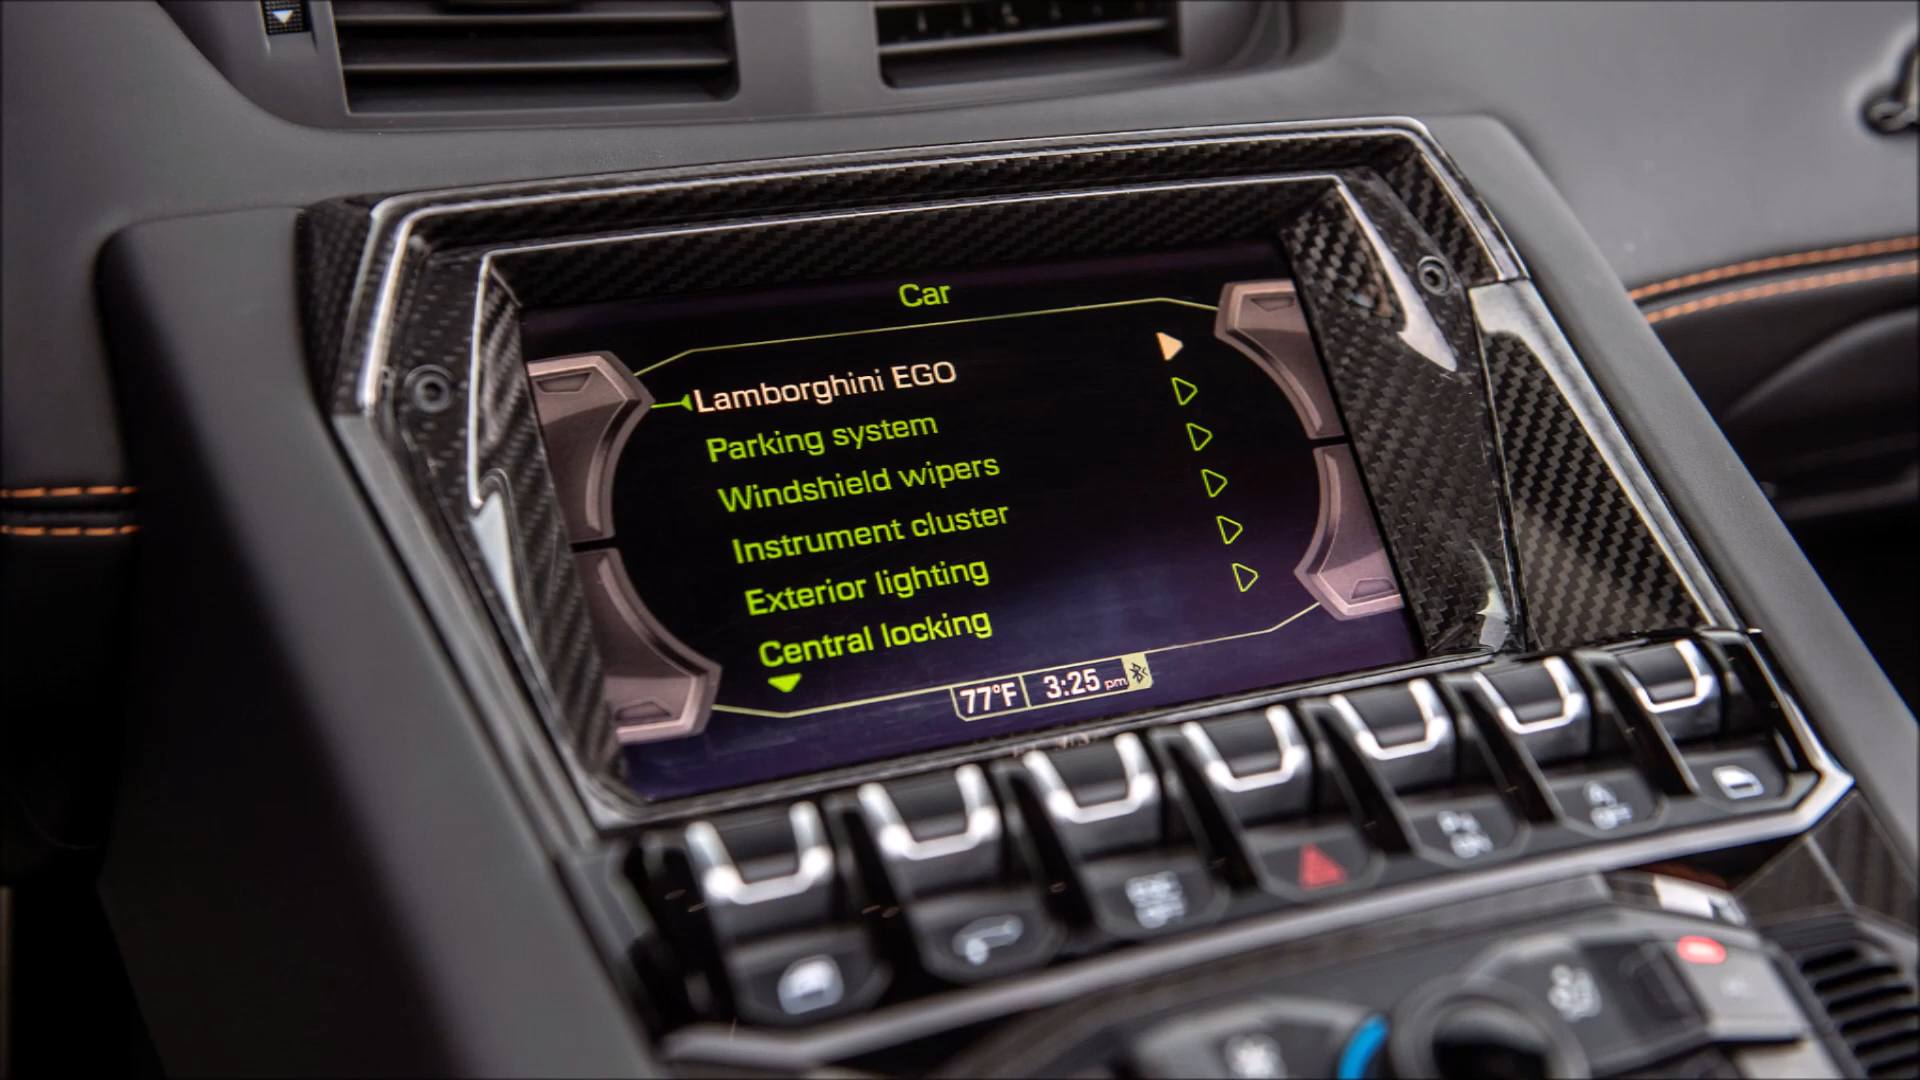 Car
Lamborghini EGO
Parking system
Windshield wipers
Instrument cluster
Exterior lighting
Central locking
77°F 3:25 pm